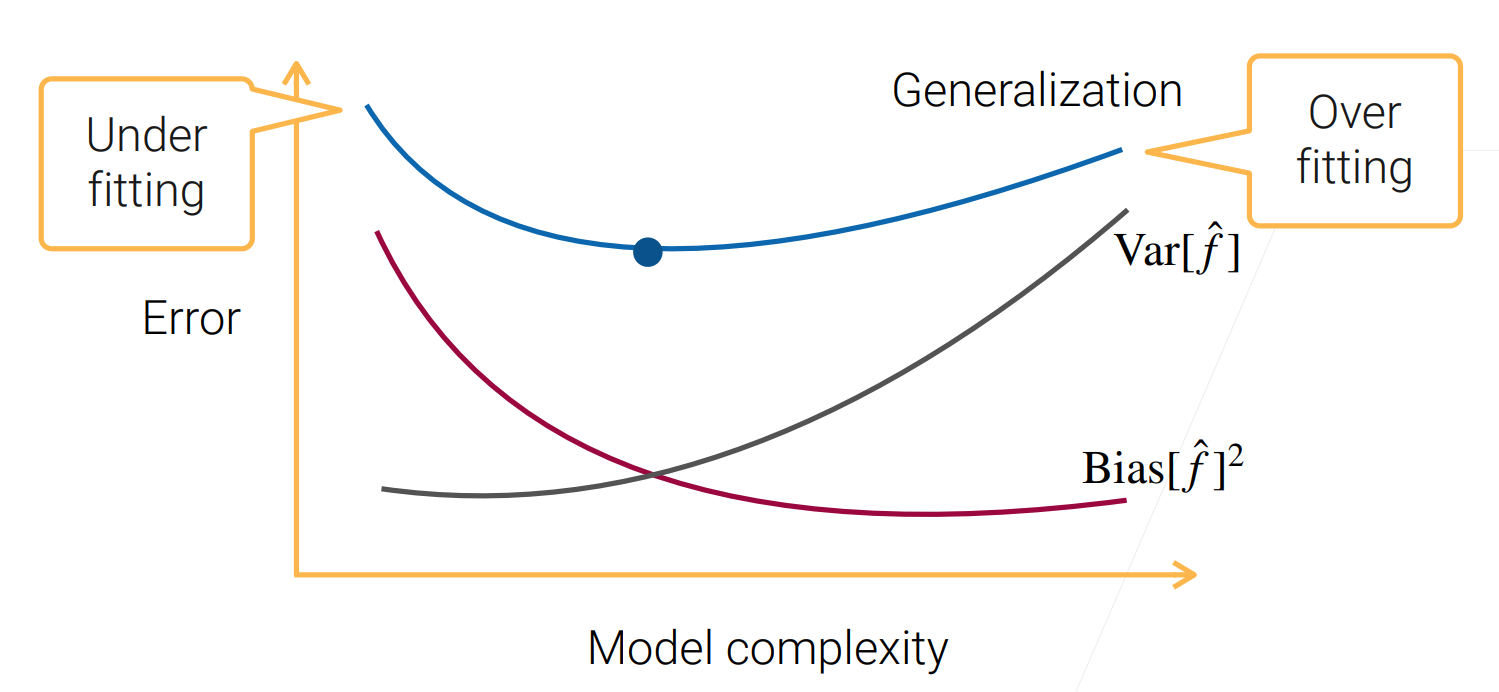 Generalization
Under
fitting
Over
fitting
Error
Var[f̂]
Bias[f̂]²
Model complexity